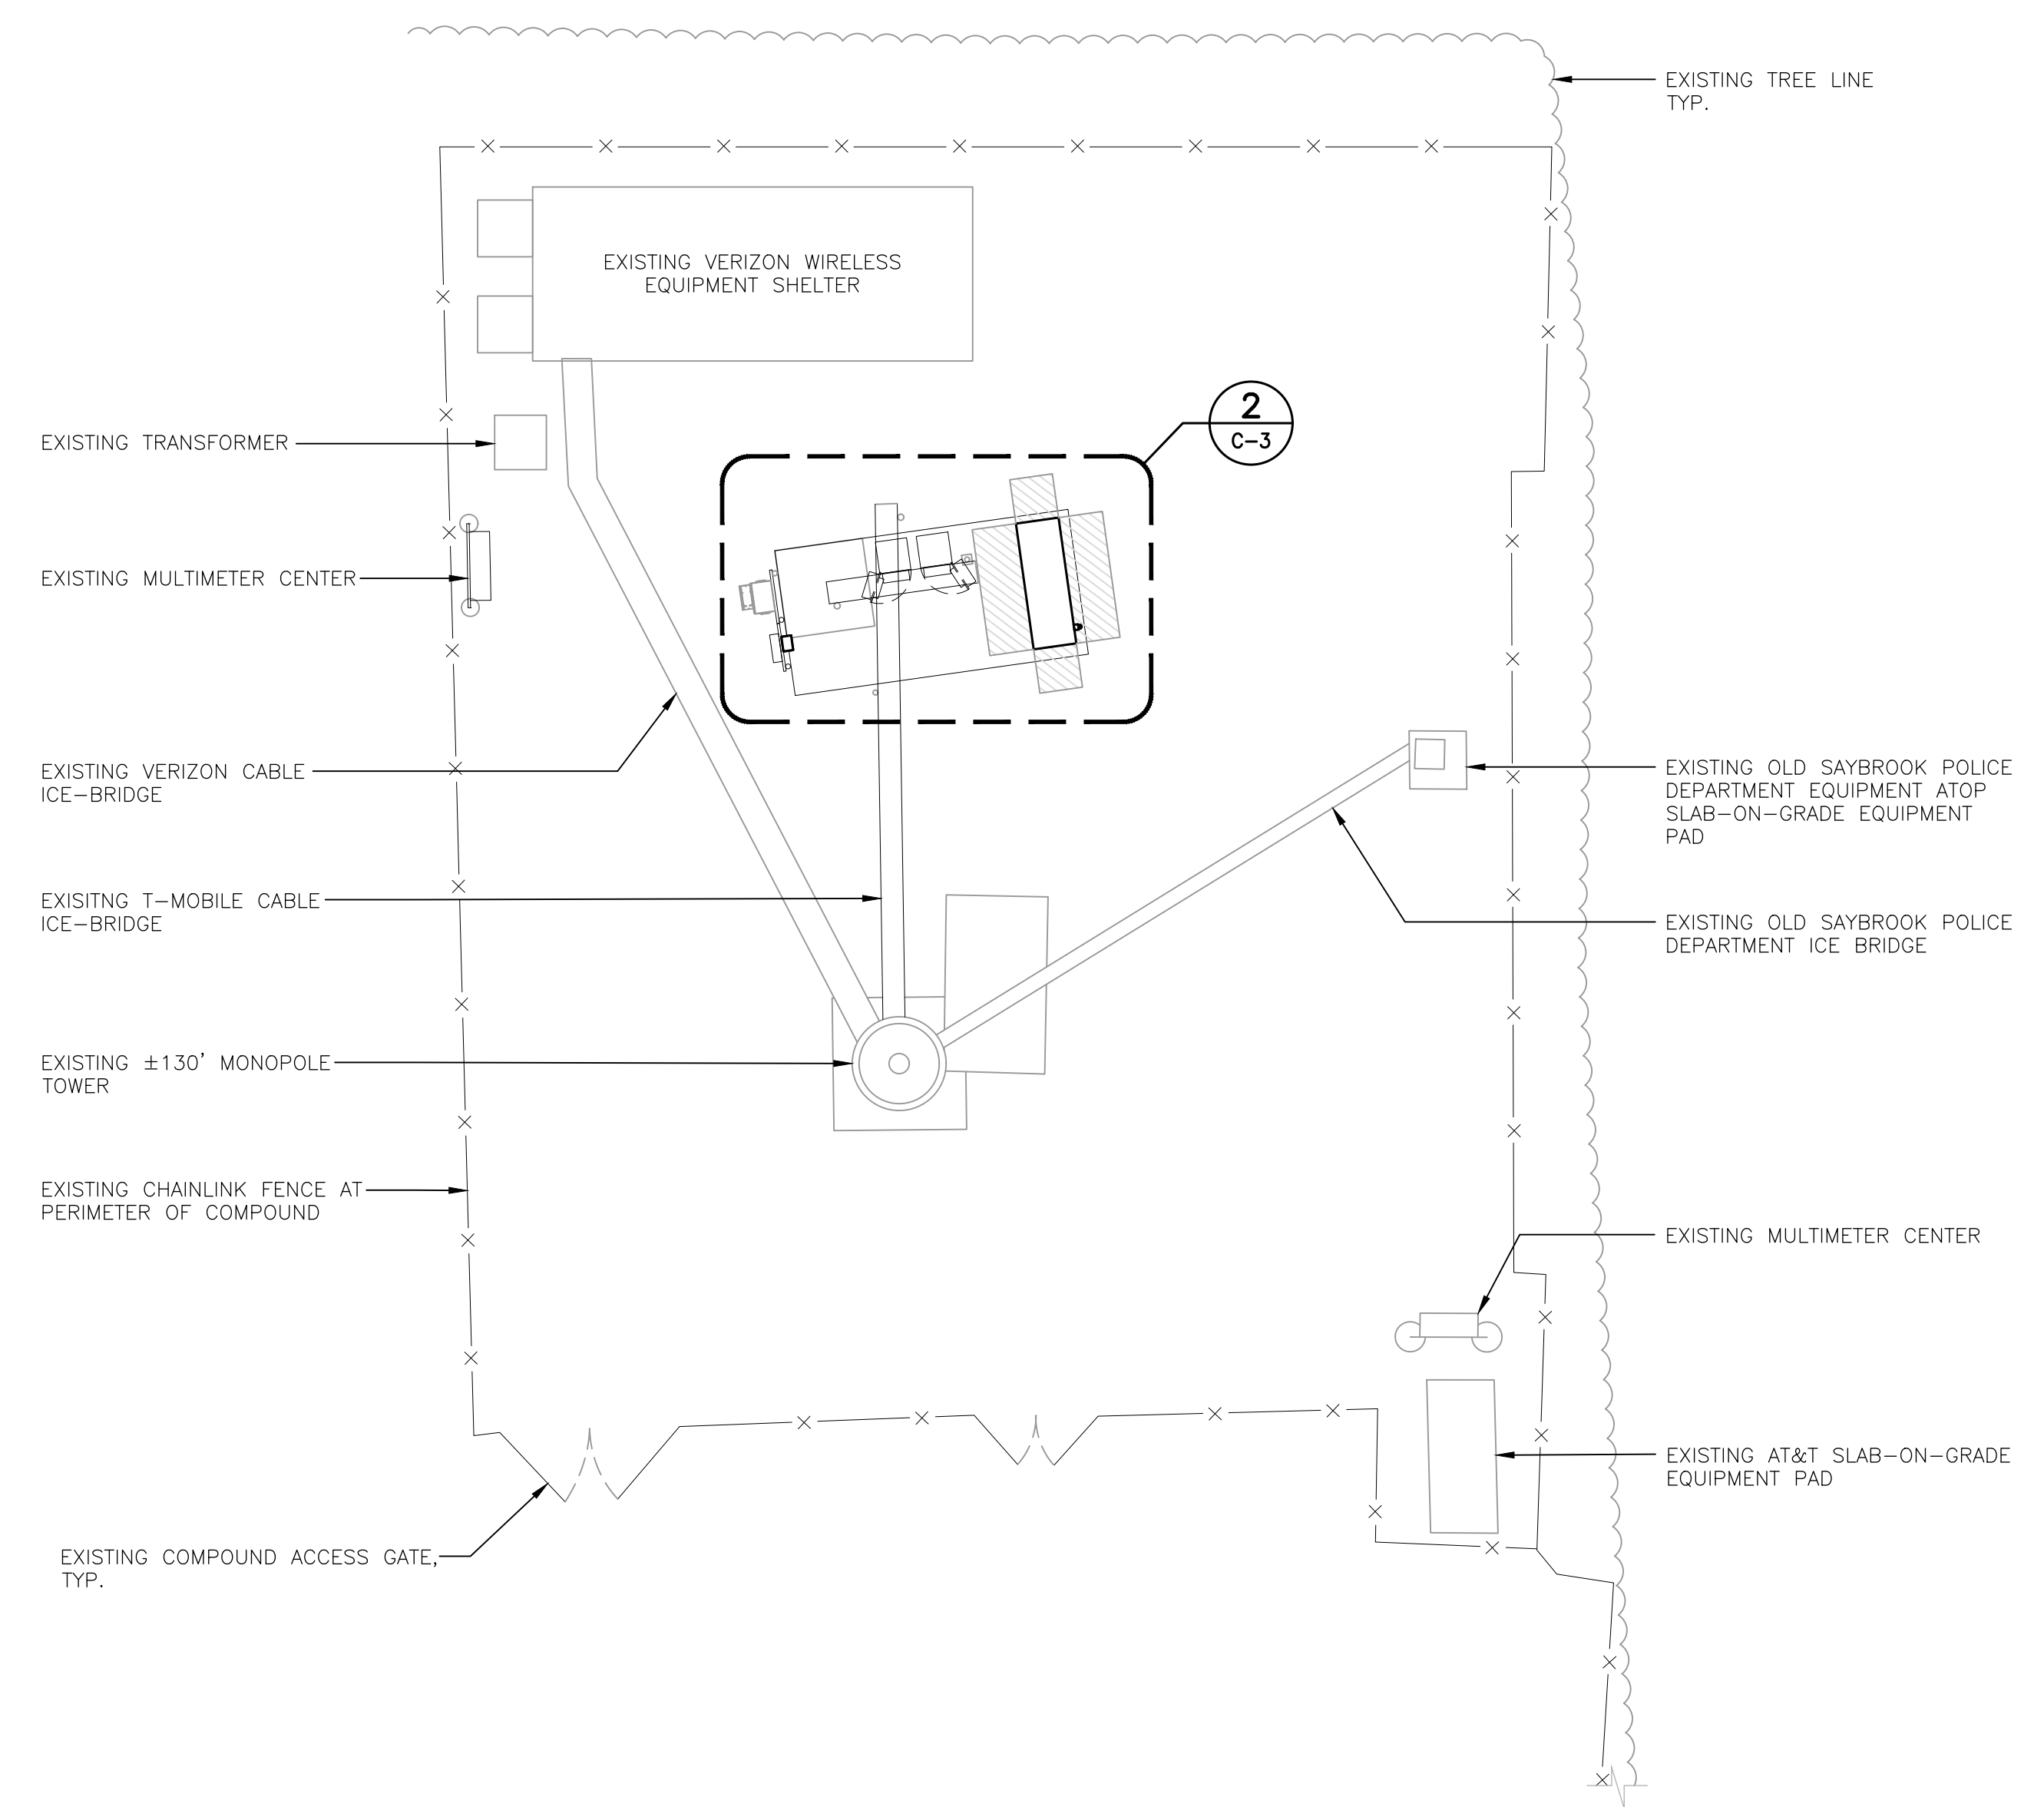 EXISTING TREE LINE
TYP.
EXISTING VERIZON WIRELESS
EQUIPMENT SHELTER
2
C-3
EXISTING TRANSFORMER
EXISTING MULTIMETER CENTER
EXISTING VERIZON CABLE
ICE-BRIDGE
EXISTING OLD SAYBROOK POLICE
DEPARTMENT EQUIPMENT ATOP
SLAB-ON-GRADE EQUIPMENT
PAD
EXISITNG T-MOBILE CABLE
ICE-BRIDGE
EXISTING OLD SAYBROOK POLICE
DEPARTMENT ICE BRIDGE
EXISTING ±130' MONOPOLE
TOWER
EXISTING CHAINLINK FENCE AT
PERIMETER OF COMPOUND
EXISTING MULTIMETER CENTER
EXISTING AT&T SLAB-ON-GRADE
EQUIPMENT PAD
EXISTING COMPOUND ACCESS GATE,
TYP.